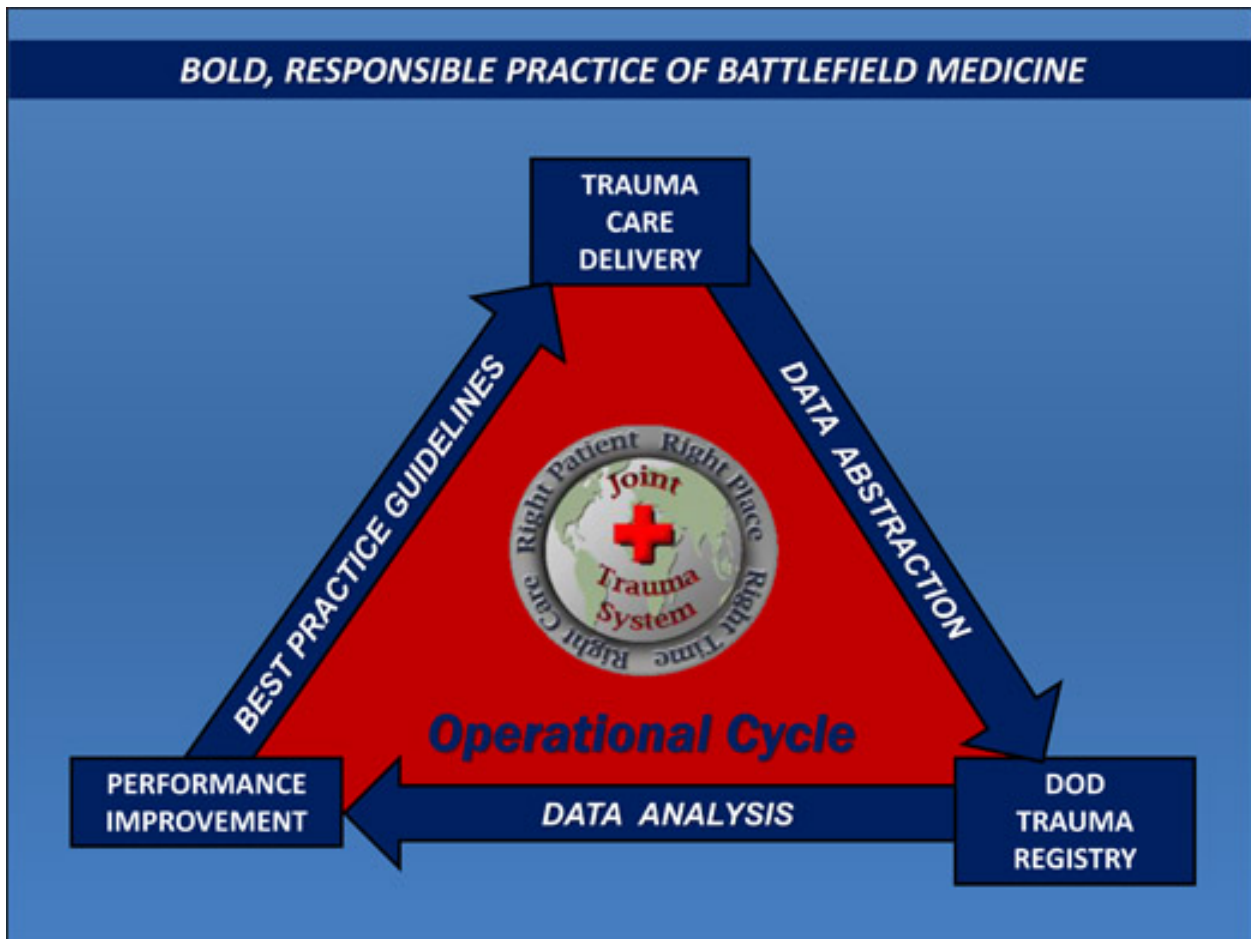 BOLD, RESPONSIBLE PRACTICE OF BATTLEFIELD MEDICINE
TRAUMA
CARE
DELIVERY
BEST PRACTICE GUIDELINES
DATA ABSTRACTION
Right Patient Right Place Right Time Right Care
Joint
Trauma
System
Operational Cycle
PERFORMANCE
IMPROVEMENT
DATA ANALYSIS
DOD
TRAUMA
REGISTRY